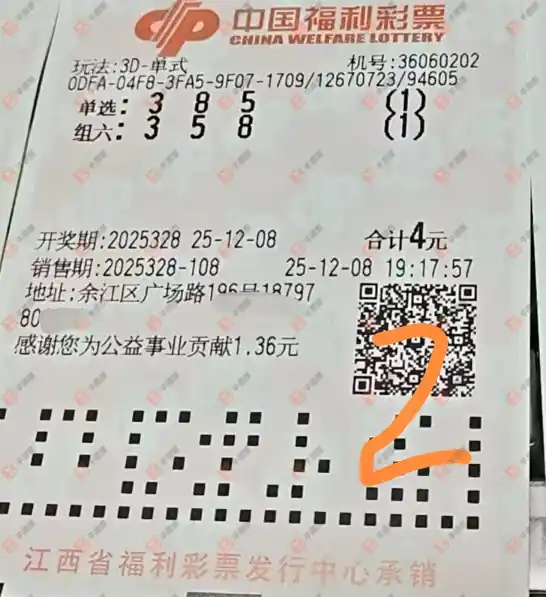 中国福利彩票
CHINA WELFARE LOTTERY
玩法:3D-单式 机号:36060202
0DFA-04F8-3FA5-9F07-1709/12670723/94605
单选: 3 8 5 (1)
组六: 3 5 8 (1)
开奖期:2025328 25-12-08 合计4元
销售期:2025328-108 25-12-08 19:17:57
地址:余江区广场路196号18797
80
感谢您为公益事业贡献1.36元
2
江西省福利彩票发行中心承销